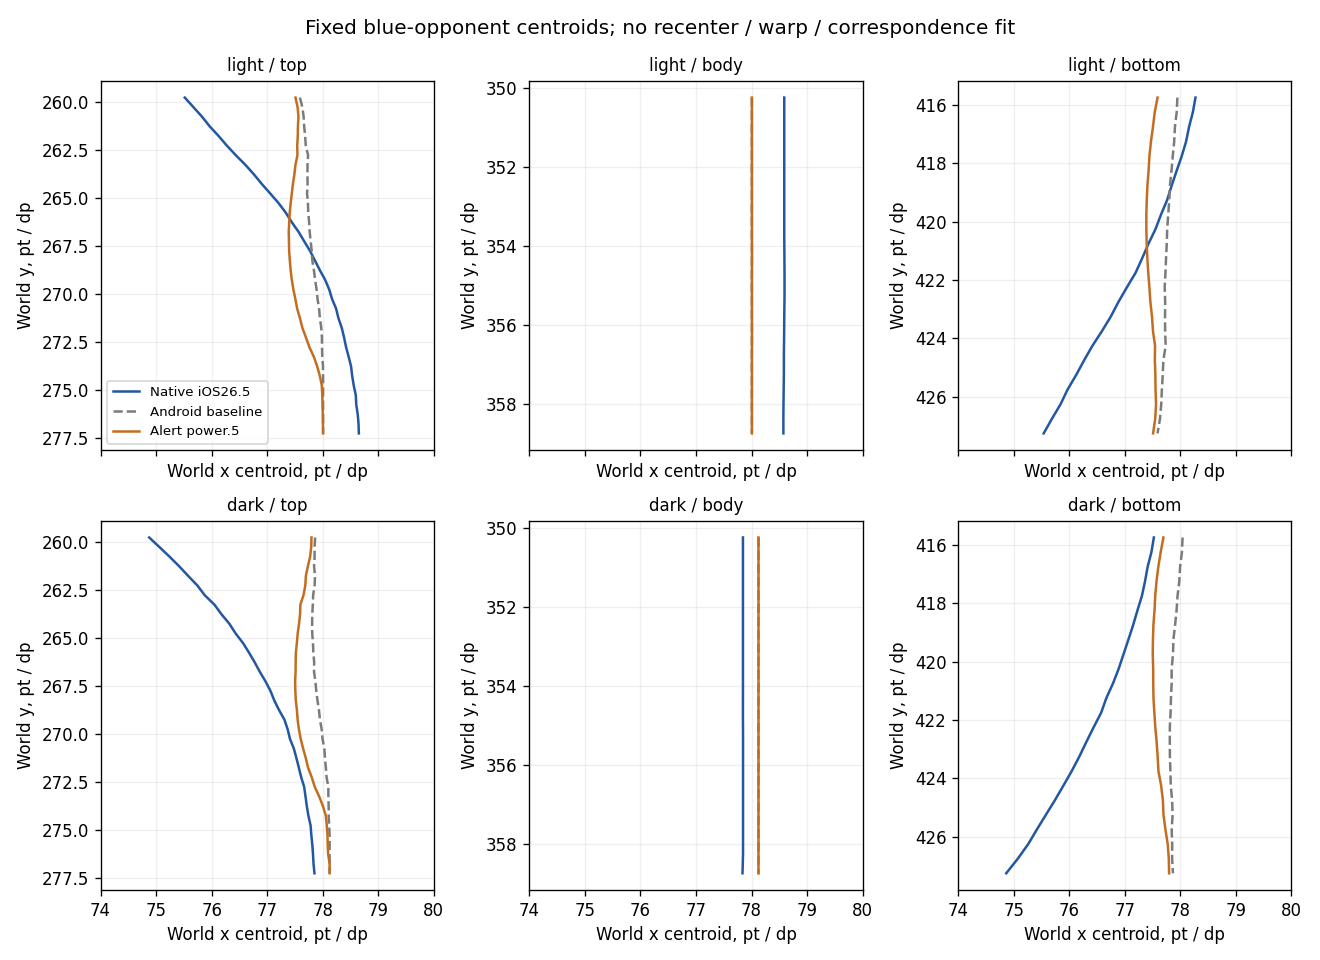 Fixed blue-opponent centroids; no recenter / warp / correspondence fit
light / top
260.0
262.5
265.0
267.5
270.0
272.5
275.0
277.5
World y, pt / dp
World x centroid, pt / dp
Native iOS26.5
Android baseline
Alert power.5
light / body
350
352
354
356
358
World y, pt / dp
World x centroid, pt / dp
light / bottom
416
418
420
422
424
426
World y, pt / dp
World x centroid, pt / dp
dark / top
260.0
262.5
265.0
267.5
270.0
272.5
275.0
277.5
World y, pt / dp
74 75 76 77 78 79 80
World x centroid, pt / dp
dark / body
350
352
354
356
358
World y, pt / dp
74 75 76 77 78 79 80
World x centroid, pt / dp
dark / bottom
416
418
420
422
424
426
World y, pt / dp
74 75 76 77 78 79 80
World x centroid, pt / dp